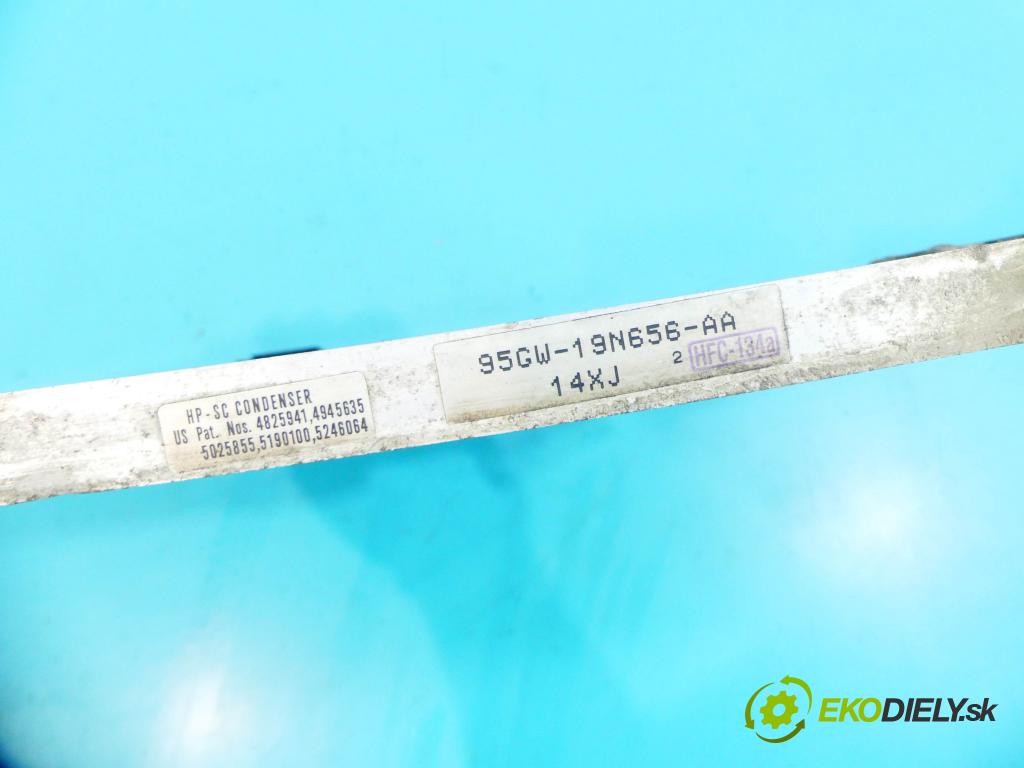 HP-SC CONDENSER
US Pat. Nos. 4825941,4945635
5025855,5190100,5246064
95GW-19N656-AA
14XJ 2 HFC-134a
EKODIELY.sk